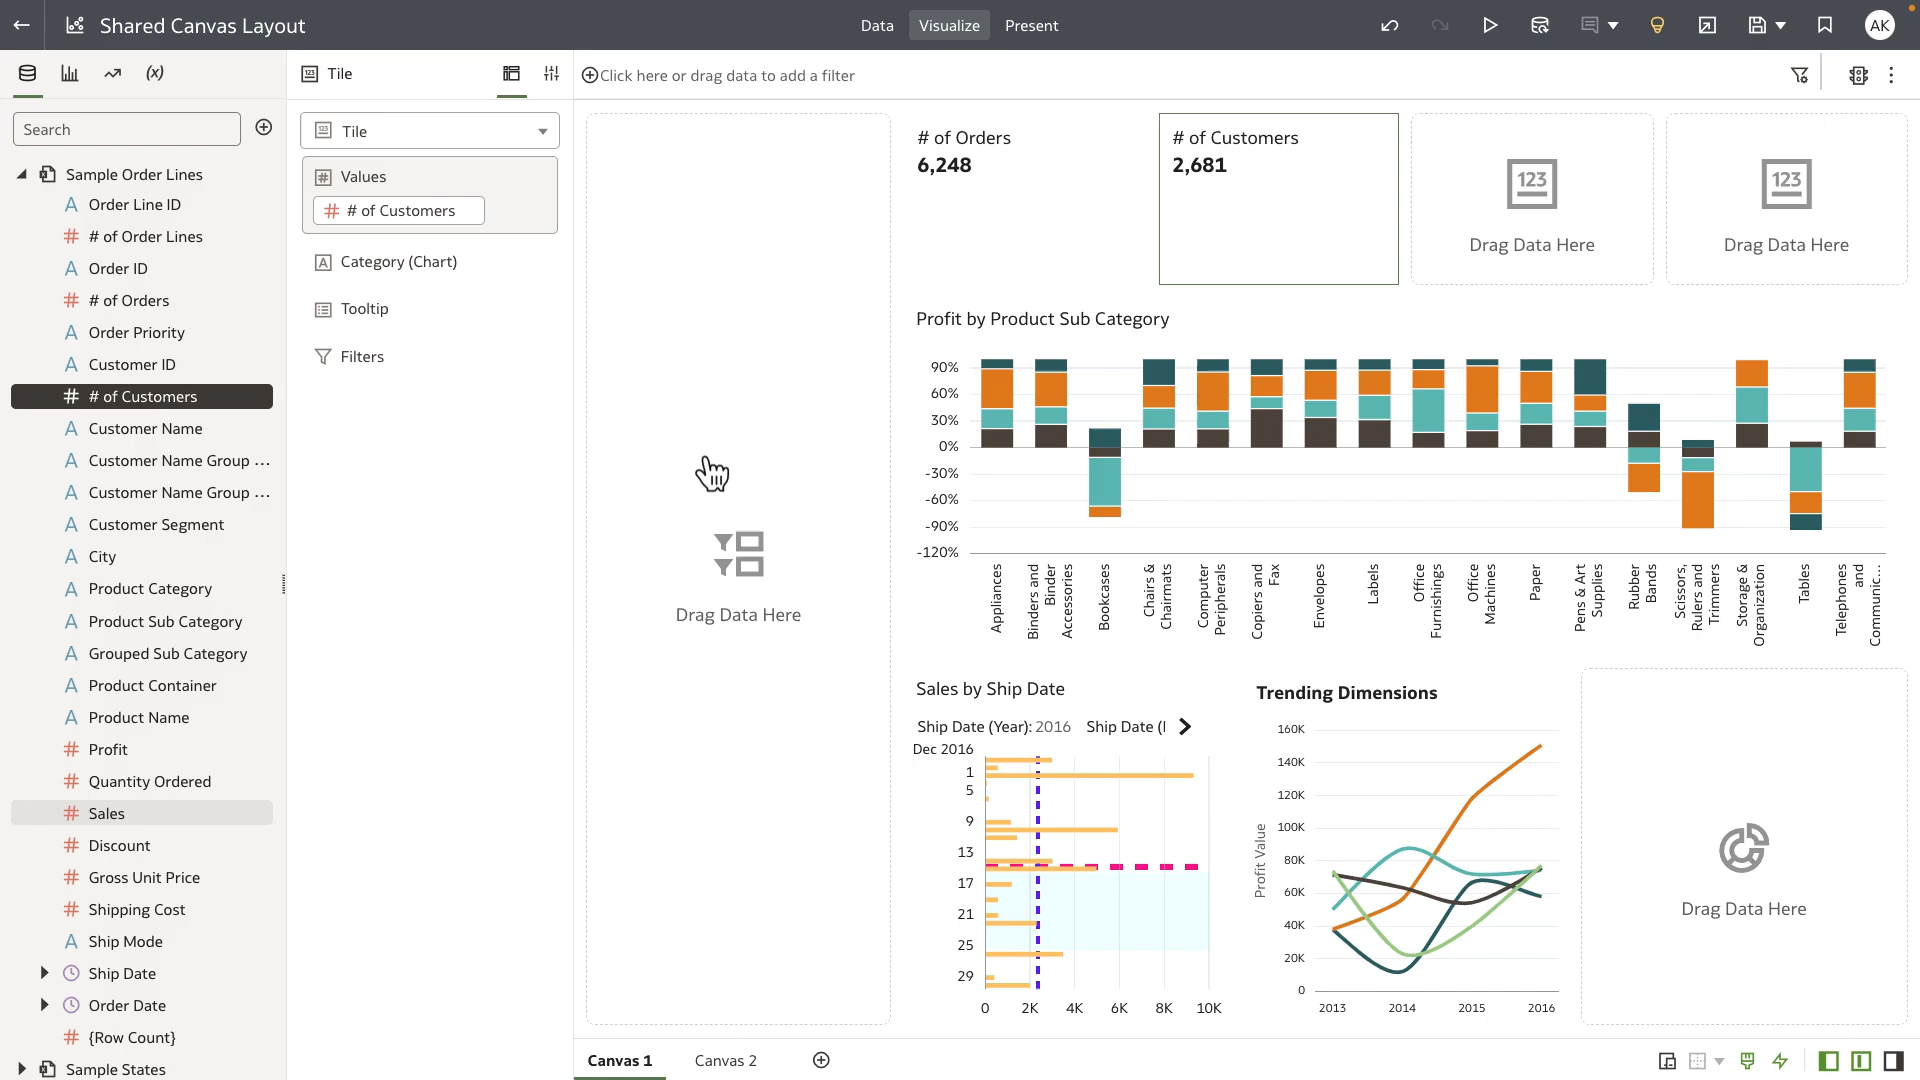 Shared Canvas Layout
Data
Visualize
Present
AK
Search
Sample Order Lines
Order Line ID
# of Order Lines
Order ID
# of Orders
Order Priority
Customer ID
# of Customers
Customer Name
Customer Name Group ...
Customer Name Group ...
Customer Segment
City
Product Category
Product Sub Category
Grouped Sub Category
Product Container
Product Name
Profit
Quantity Ordered
Sales
Discount
Gross Unit Price
Shipping Cost
Ship Mode
Ship Date
Order Date
{Row Count}
Sample States
Tile
Tile
Values
# of Customers
Category (Chart)
Tooltip
Filters
Click here or drag data to add a filter
Drag Data Here
# of Orders
6,248
# of Customers
2,681
123
Drag Data Here
123
Drag Data Here
Profit by Product Sub Category
90%
60%
30%
0%
-30%
-60%
-90%
-120%
Appliances
Binders and
Binder
Accessories
Bookcases
Chairs &
Chairmats
Computer
Peripherals
Copiers and
Fax
Envelopes
Labels
Office
Furnishings
Office
Machines
Paper
Pens & Art
Supplies
Rubber
Bands
Scissors,
Rulers and
Trimmers
Storage &
Organization
Tables
Telephones
and
Communic...
Sales by Ship Date
Ship Date (Year): 2016
Ship Date (
Dec 2016
1
5
9
13
17
21
25
29
0
2K
4K
6K
8K
10K
Trending Dimensions
Profit Value
160K
140K
120K
100K
80K
60K
40K
20K
0
2013
2014
2015
2016
Drag Data Here
Canvas 1
Canvas 2